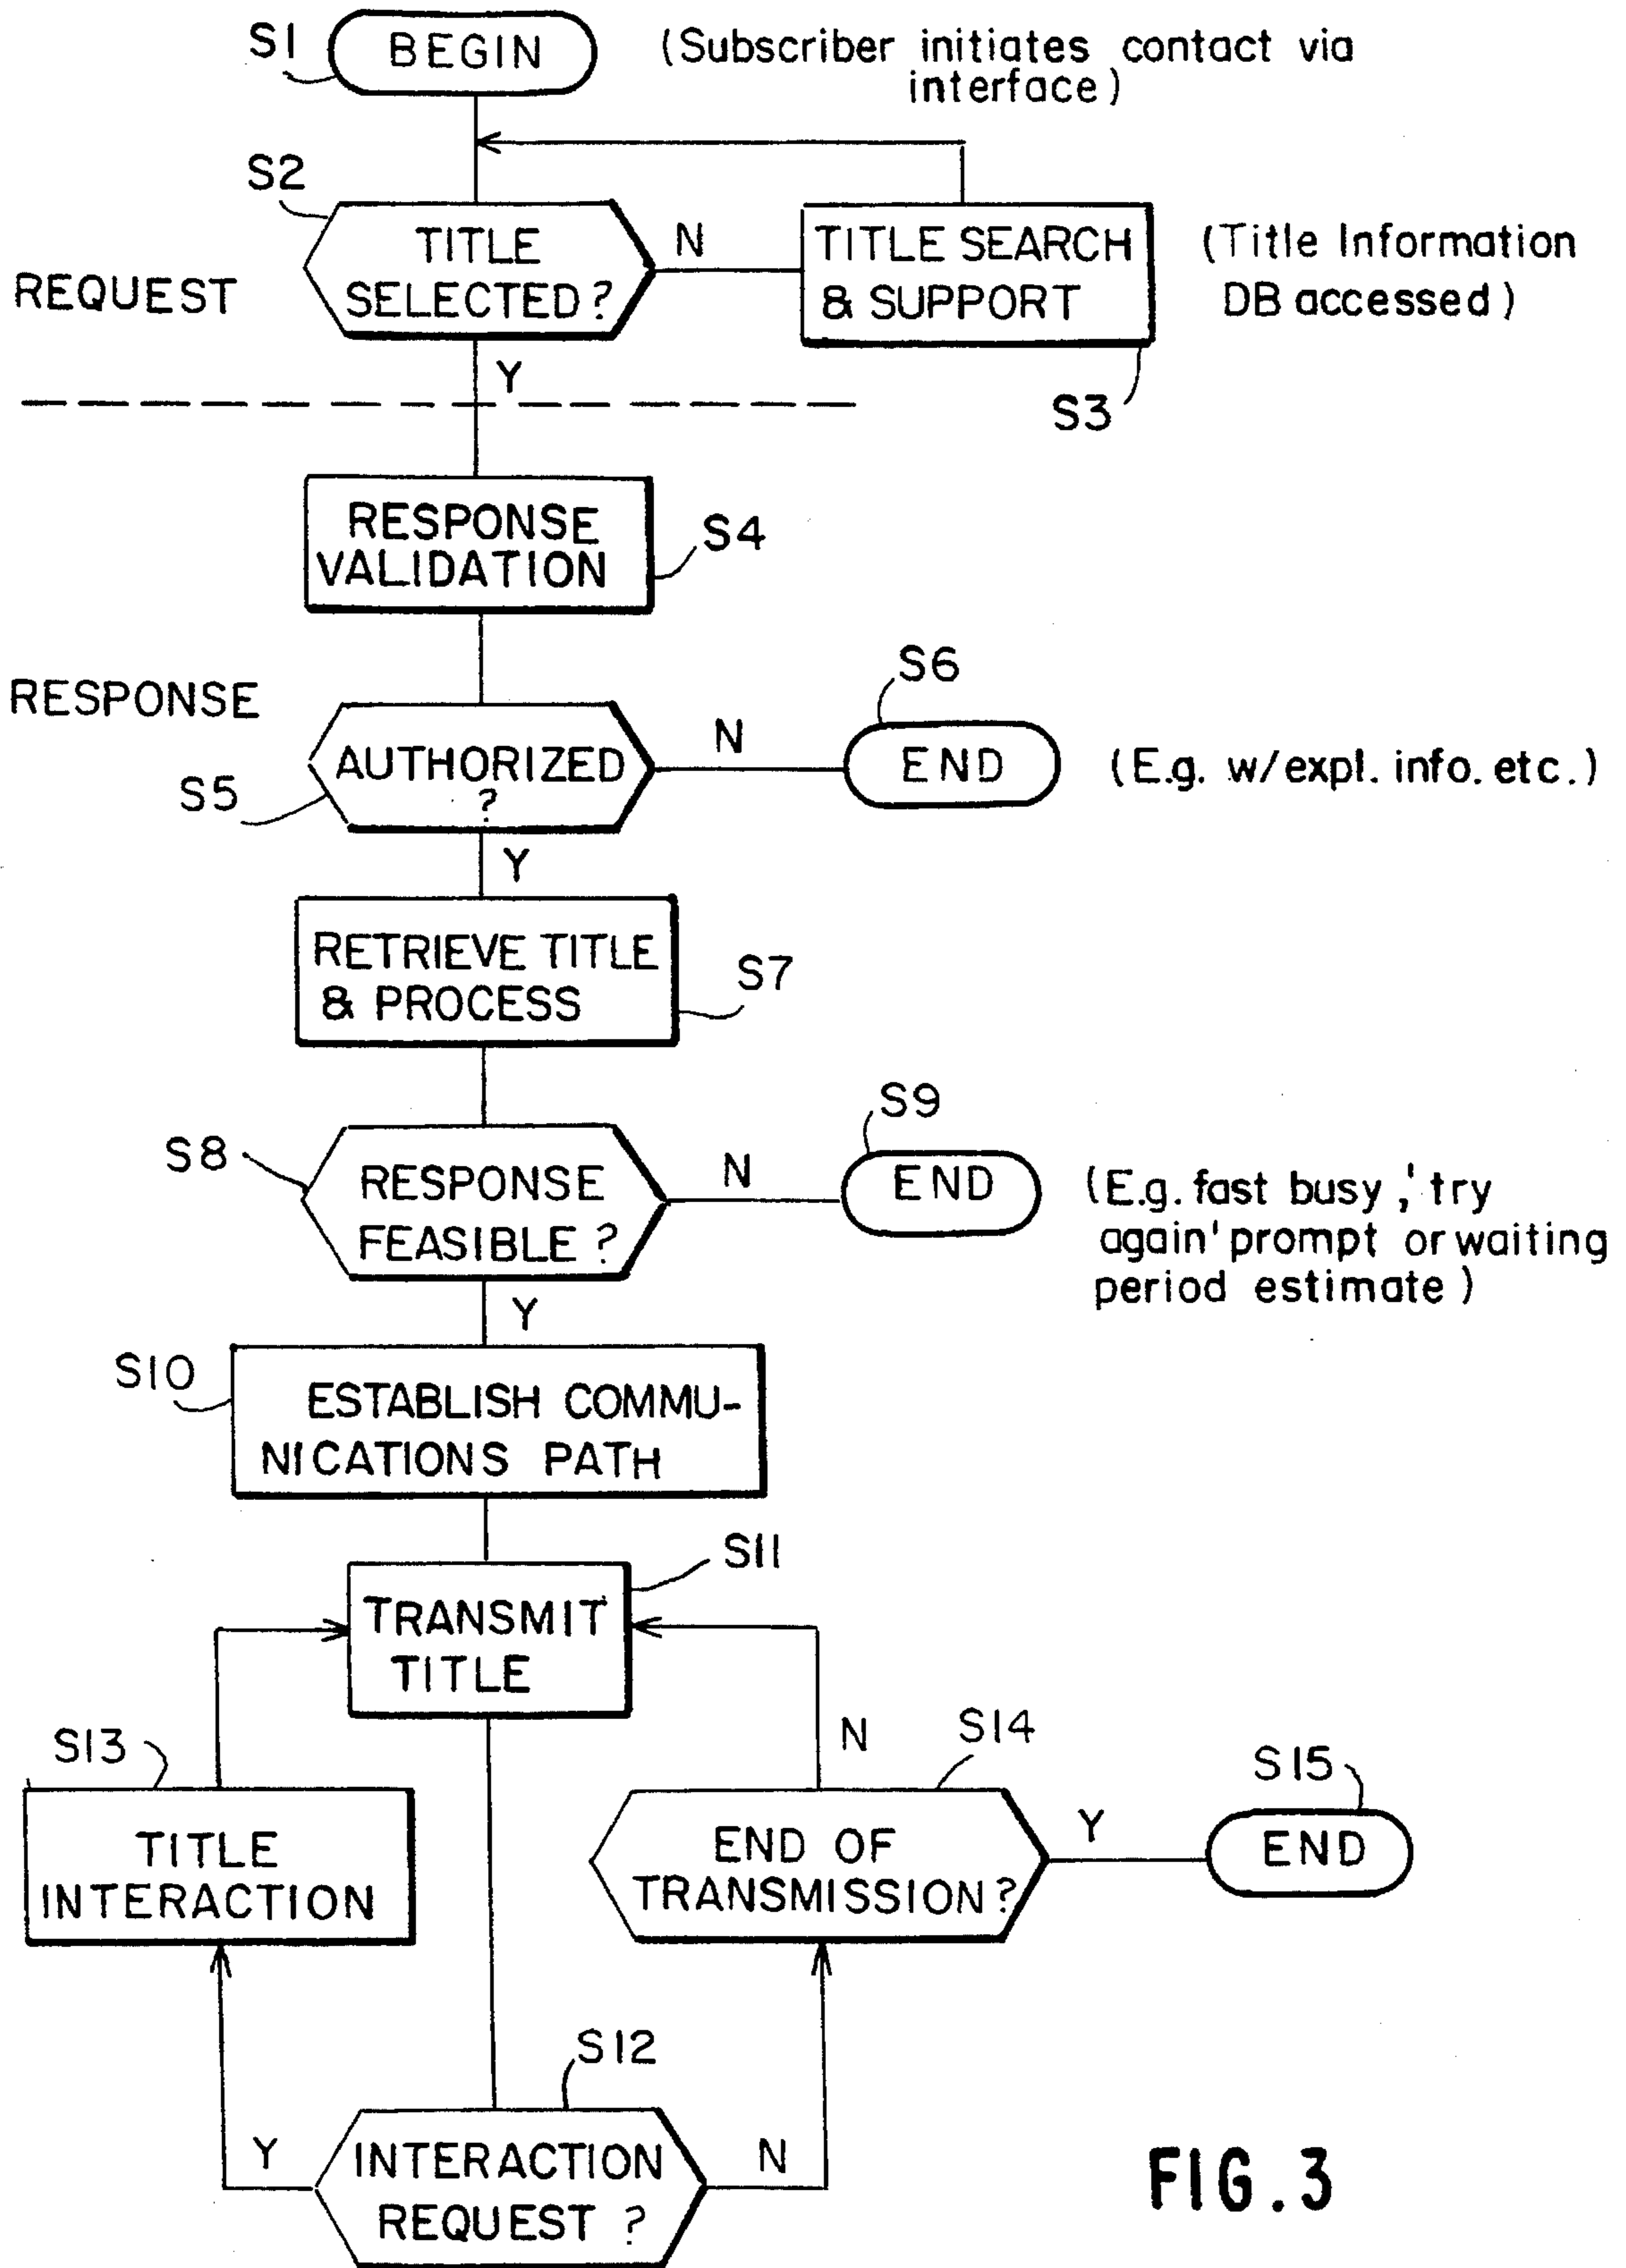 S1
BEGIN
(Subscriber initiates contact via
interface)
S2
TITLE
SELECTED?
N
TITLE SEARCH
& SUPPORT
(Title Information
DB accessed)
REQUEST
Y
S3
RESPONSE
VALIDATION
S4
RESPONSE
S6
AUTHORIZED
?
N
END
(E.g. w/expl. info. etc.)
S5
Y
RETRIEVE TITLE
& PROCESS
S7
S9
S8
RESPONSE
FEASIBLE?
N
END
(E.g. fast busy, 'try
again' prompt or waiting
period estimate)
Y
S10
ESTABLISH COMMU-
NICATIONS PATH
S11
TRANSMIT
TITLE
S13
N
S14
S15
TITLE
INTERACTION
END OF
TRANSMISSION?
Y
END
S12
Y
INTERACTION
REQUEST ?
N
FIG. 3